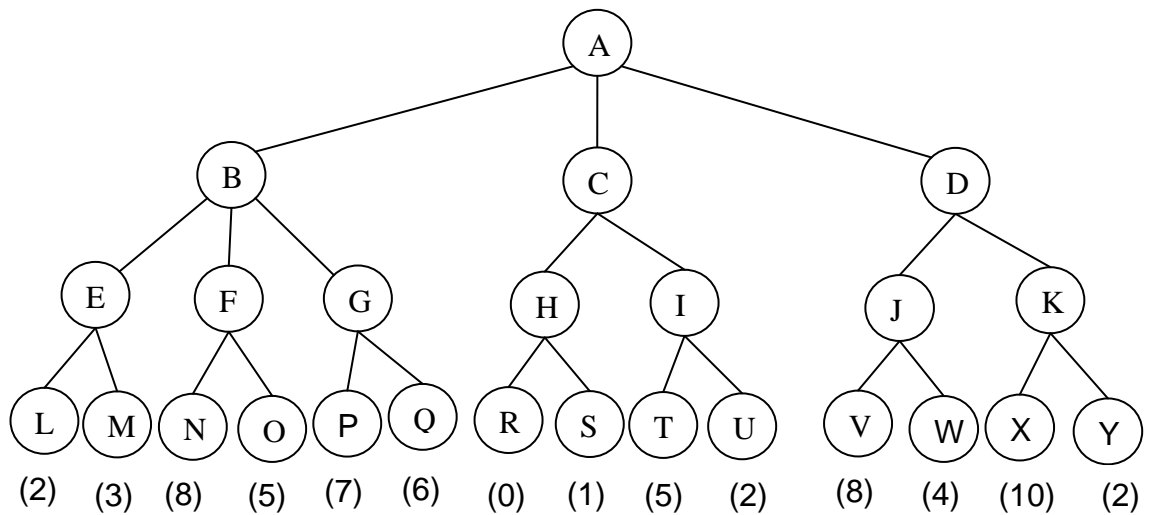 A
B C D
E F G H I J K
L M N O P Q R S T U V W X Y
(2) (3) (8) (5) (7) (6) (0) (1) (5) (2) (8) (4) (10) (2)